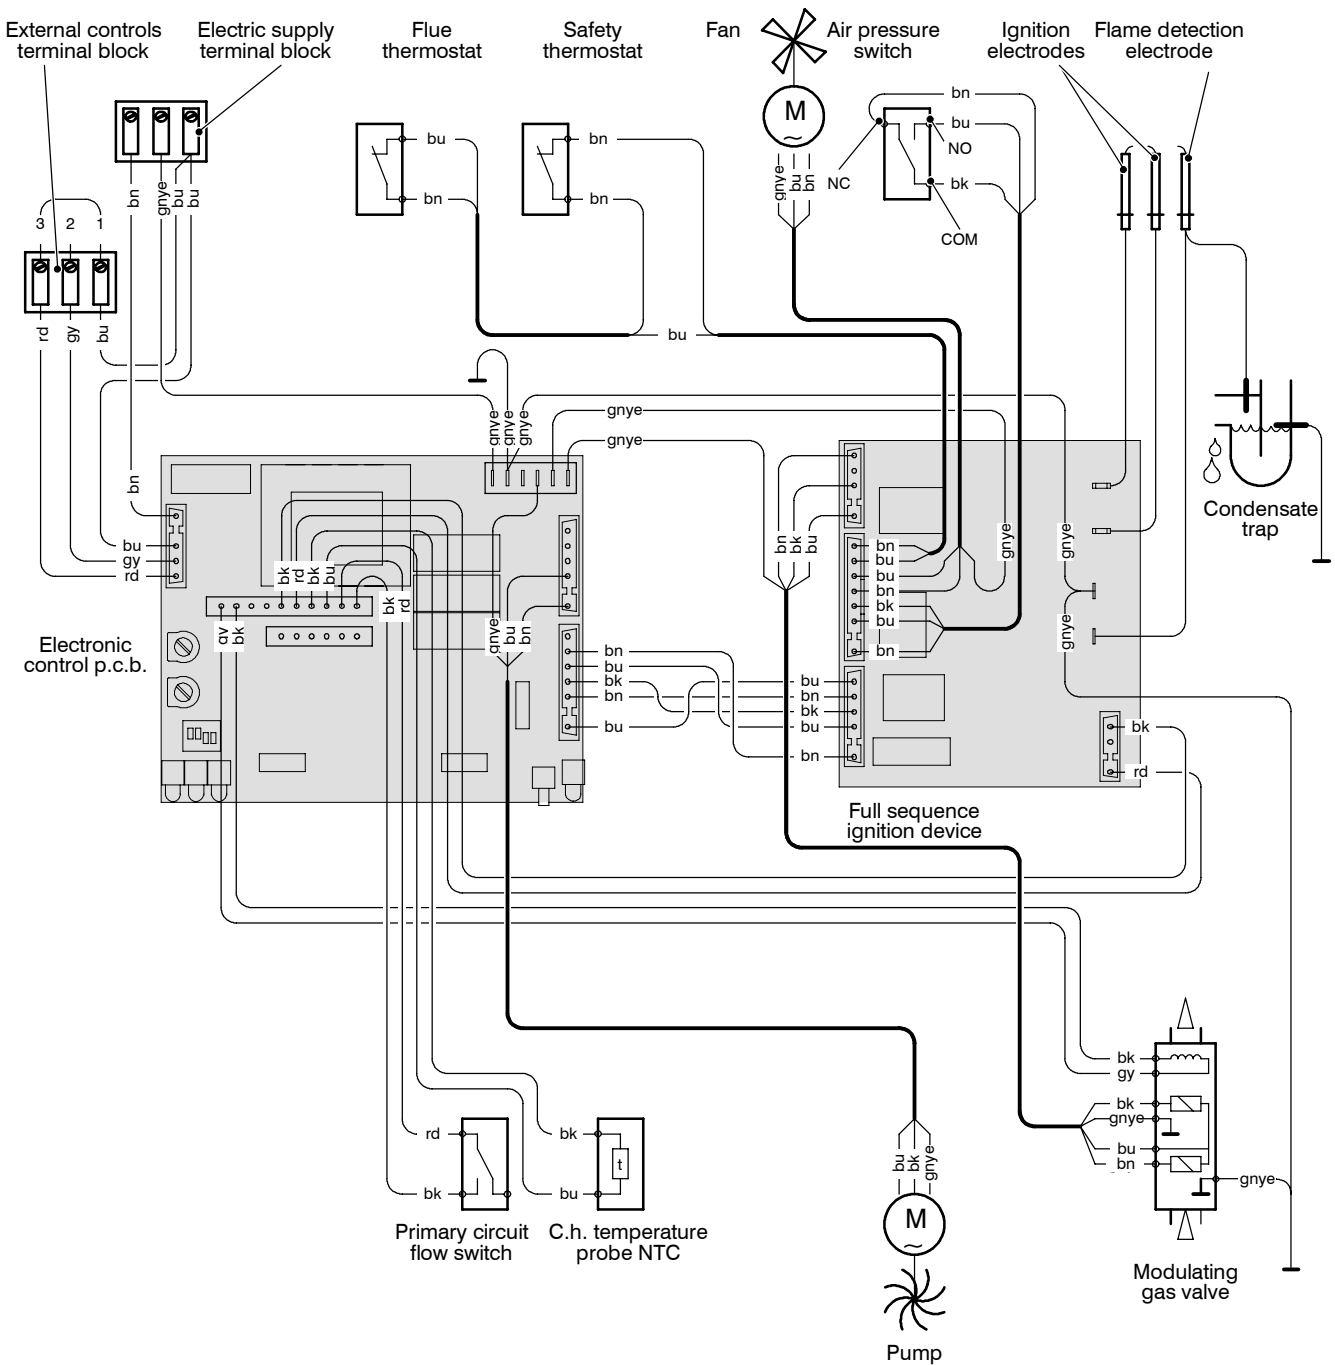 External controls
terminal block
Electric supply
terminal block
Flue
thermostat
Safety
thermostat
Fan
Air pressure
switch
Ignition
electrodes
Flame detection
electrode
M
~
bn
bu
bk
NO
NC
COM
bu
bn
bn
bn
gnye
bu
bn
bn
gnye
bu
bu
3
2
1
rd
gy
bu
bu
gnye
gnye
gnye
gnye
gnye
bn
bu
gy
rd
bk
rd
bk
bu
bk
rd
bk
gnye
bu
bn
bn
bk
bu
bn
bu
bu
bn
bk
bu
bn
gnye
gnye
gnye
Condensate
trap
Electronic
control p.c.b.
bn
bu
bk
bn
bu
bu
bn
bk
bu
bn
bk
rd
Full sequence
ignition device
bk
gy
bk
gnye
bu
bn
gnye
rd
bk
bk
t
bu
bu
bk
gnye
M
~
Primary circuit
flow switch
C.h. temperature
probe NTC
Modulating
gas valve
Pump